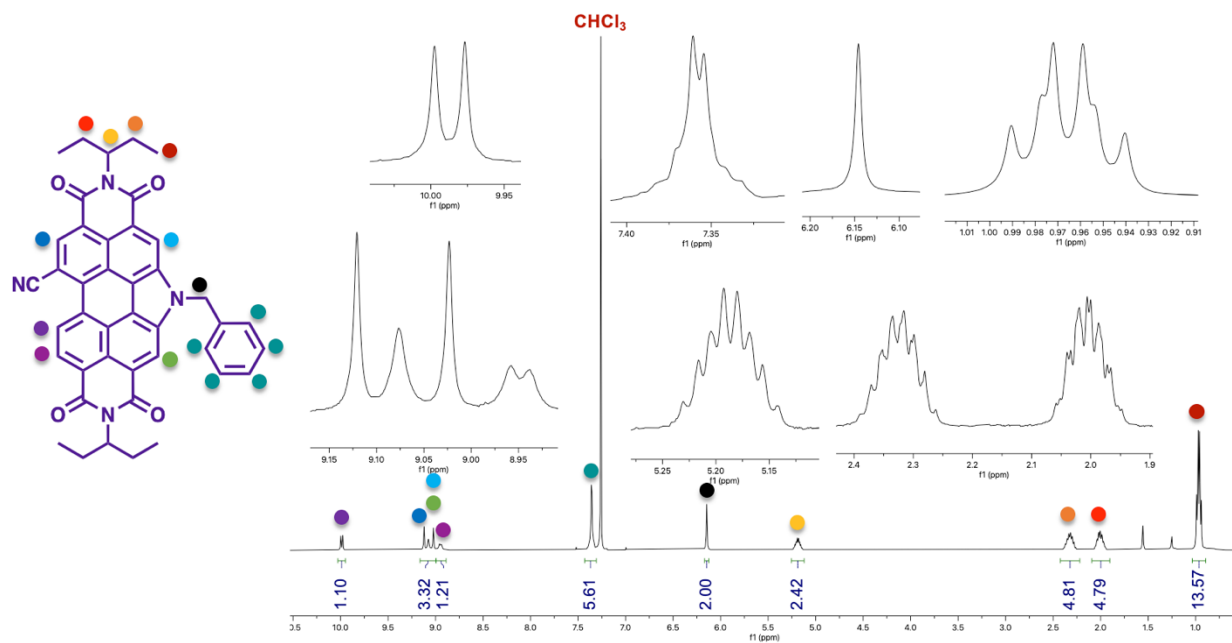 CHCl3
10.00 9.95
f1 (ppm)
7.40 7.35
f1 (ppm)
6.20 6.10
f1 (ppm)
1.01 1.00 0.99 0.98 0.97 0.96 0.95 0.94 0.93 0.92 0.91
f1 (ppm)
O N O
NC
N
O N O
9.15 9.10 9.05 9.00 8.95
f1 (ppm)
5.25 5.20 5.15
f1 (ppm)
2.4 2.3 2.2 2.1 2.0 1.9
f1 (ppm)
1.10 3.32 1.21 5.61 2.00 2.42 4.81 4.79 13.57
0.5 10.0 9.5 9.0 8.5 8.0 7.5 7.0 6.5 6.0 5.5 5.0 4.5 4.0 3.5 3.0 2.5 2.0 1.5 1.0
f1 (ppm)